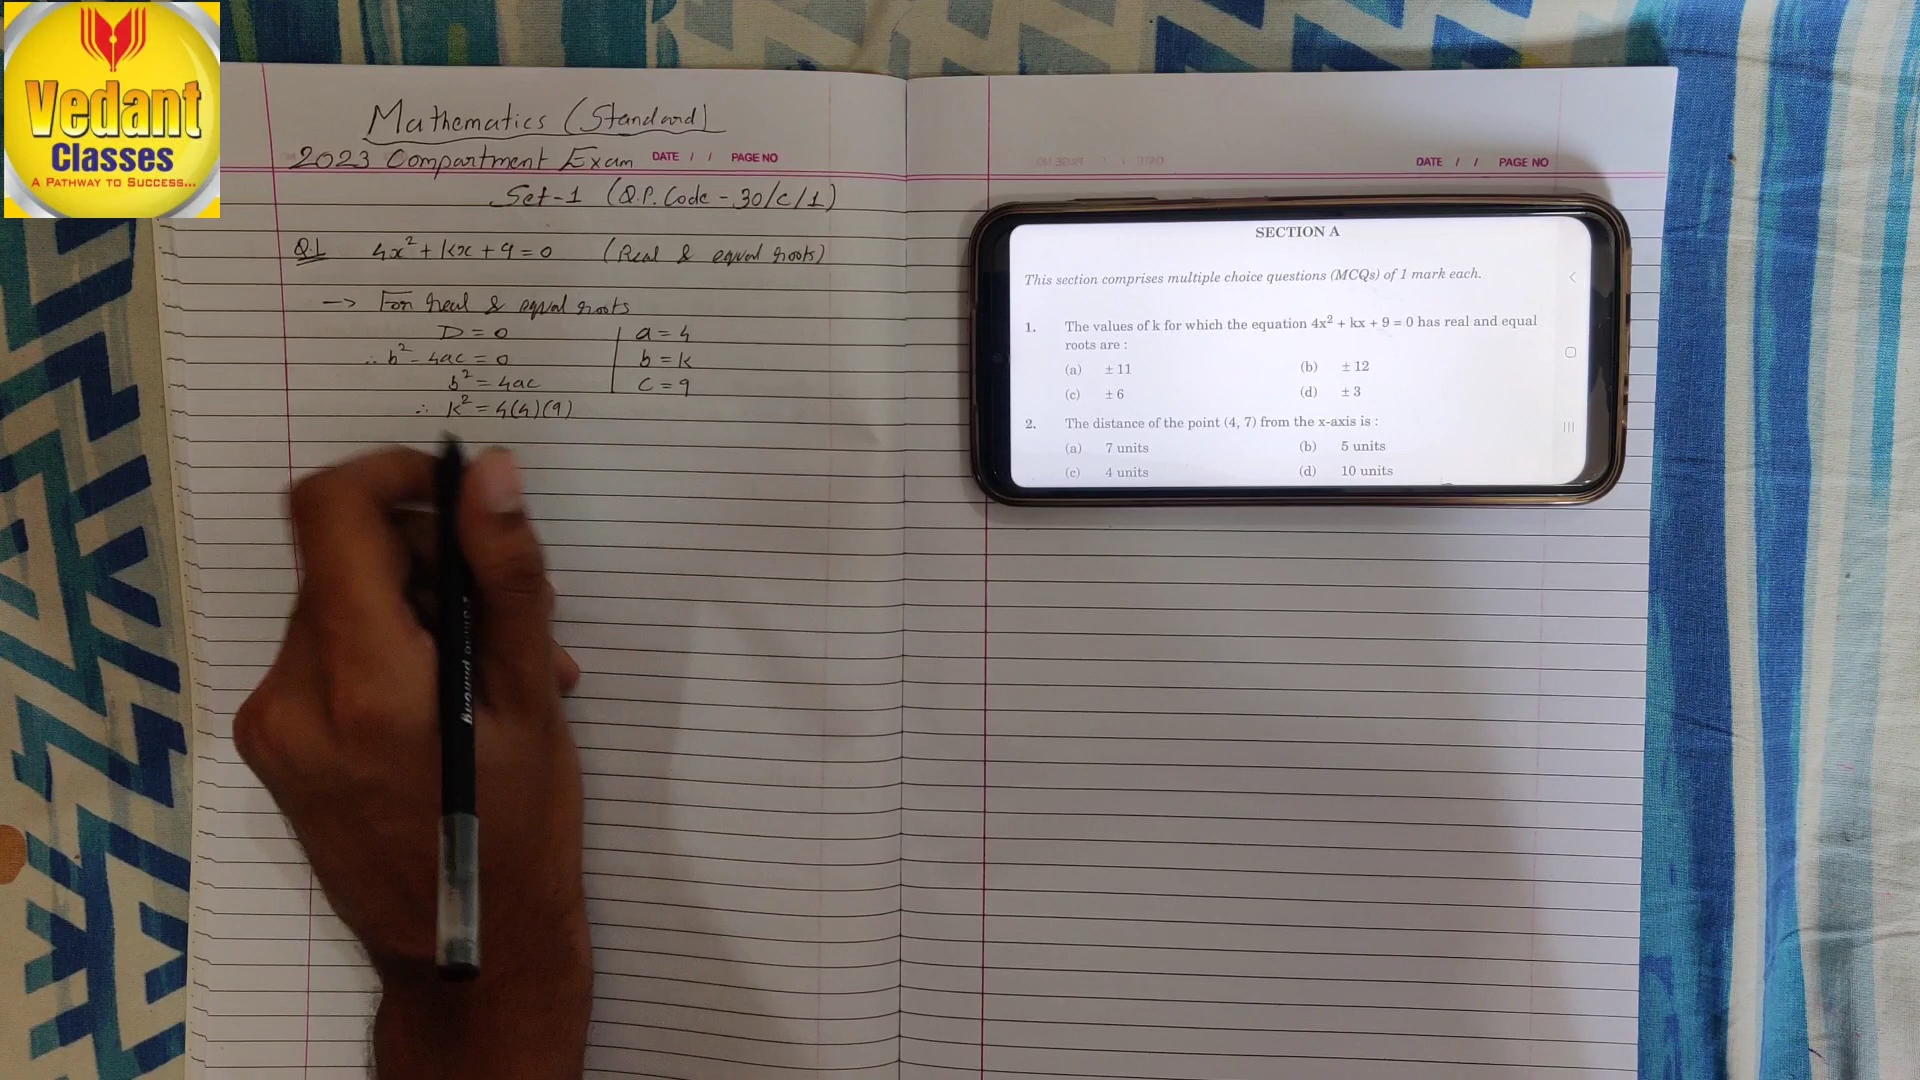 Vedant
Classes
A PATHWAY TO SUCCESS...
Mathematics (Standard)
2023 Compartment Exam DATE / / PAGE NO
Set-1 (Q.P. Code - 30/C/1)
Q.1 4x² + kx + 9 = 0 (Real & equal roots)
→ For real & equal roots
D = 0 a = 4
∴ b² - 4ac = 0 b = k
b² = 4ac c = 9
∴ k² = 4(4)(9)
DATE / / PAGE NO
SECTION A
This section comprises multiple choice questions (MCQs) of 1 mark each.
1. The values of k for which the equation 4x² + kx + 9 = 0 has real and equal
roots are :
(a) ± 11 (b) ± 12
(c) ± 6 (d) ± 3
2. The distance of the point (4, 7) from the x-axis is :
(a) 7 units (b) 5 units
(c) 4 units (d) 10 units